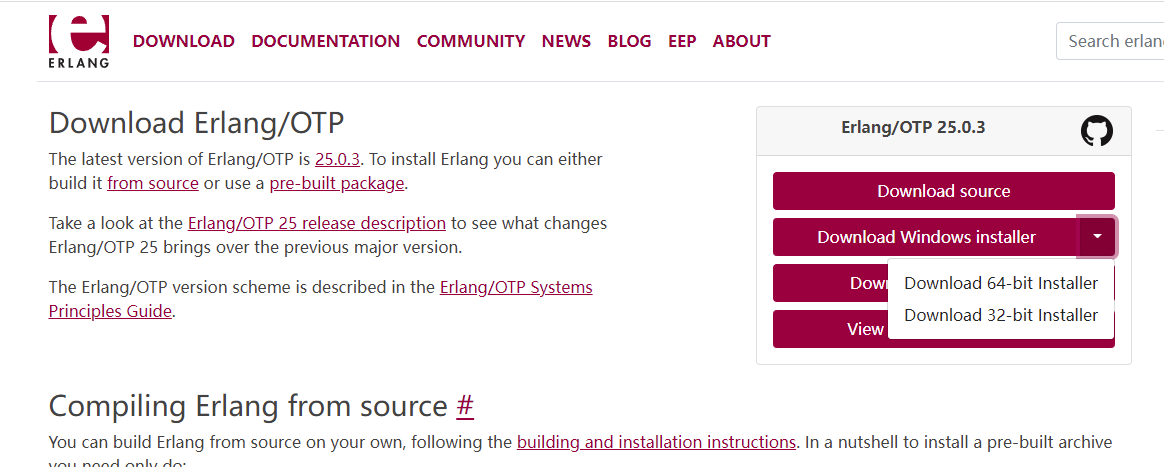 ERLANG
DOWNLOAD DOCUMENTATION COMMUNITY NEWS BLOG EEP ABOUT
Search erlang
Download Erlang/OTP
The latest version of Erlang/OTP is 25.0.3. To install Erlang you can either
build it from source or use a pre-built package.
Take a look at the Erlang/OTP 25 release description to see what changes
Erlang/OTP 25 brings over the previous major version.
The Erlang/OTP version scheme is described in the Erlang/OTP Systems
Principles Guide.
Erlang/OTP 25.0.3
Download source
Download Windows installer
Download 64-bit Installer
Download 32-bit Installer
View
Compiling Erlang from source #
You can build Erlang from source on your own, following the building and installation instructions. In a nutshell to install a pre-built archive
you need only do: